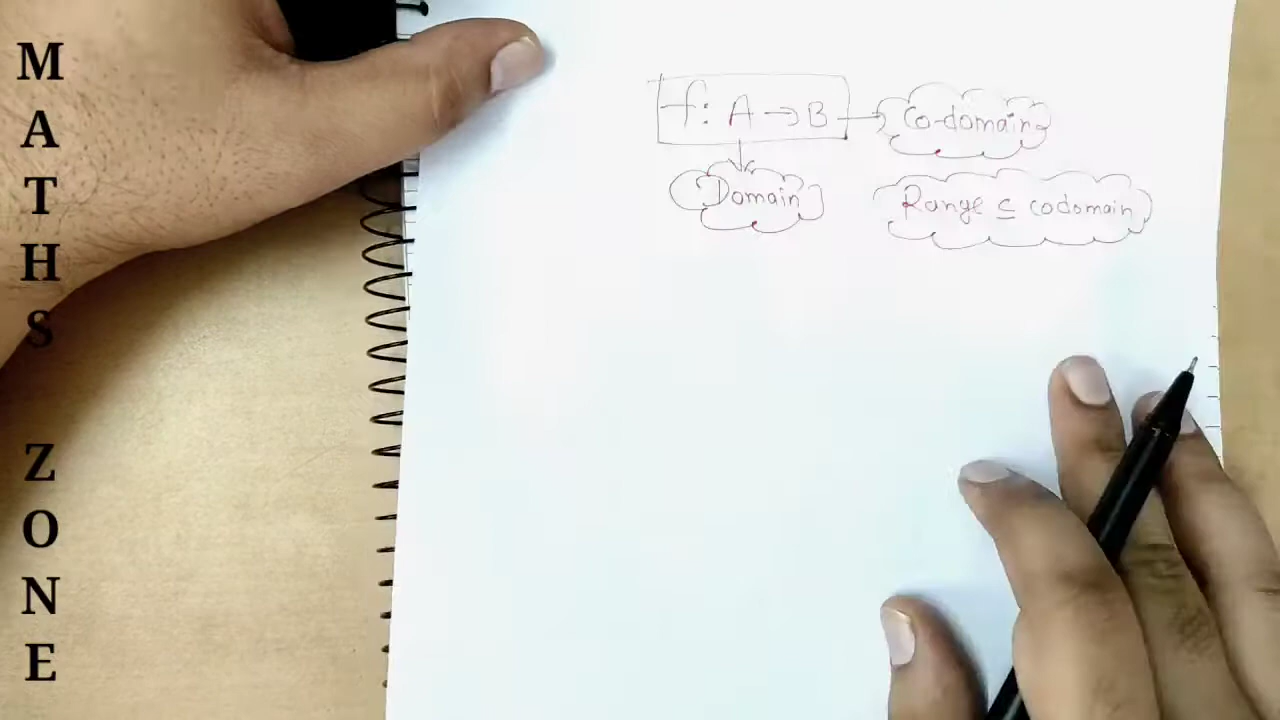 MATHS ZONE
f: A → B → Co-domain
Domain
Range ⊆ codomain